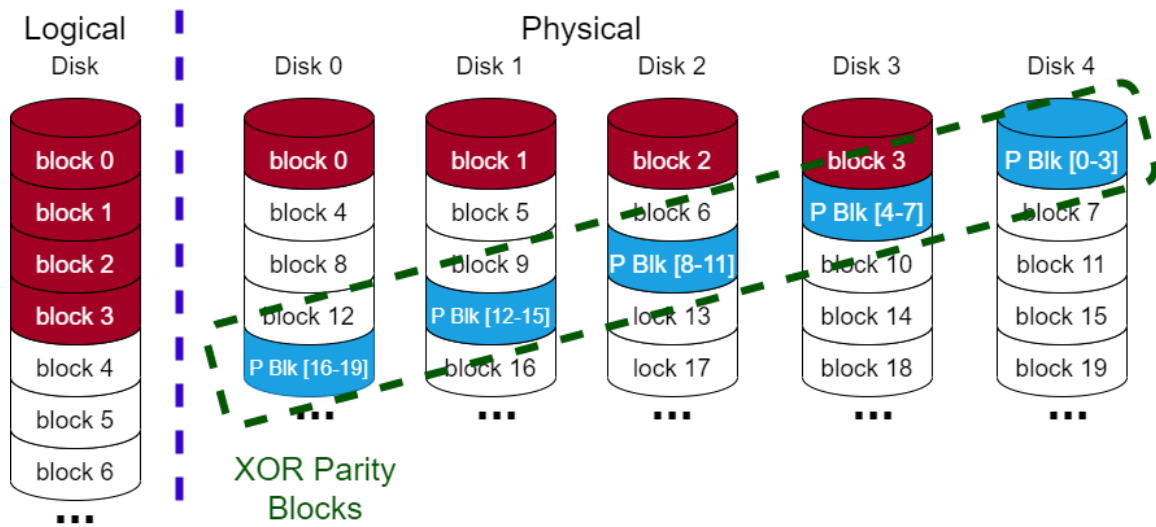 Logical
Physical
Disk
Disk 0
Disk 1
Disk 2
Disk 3
Disk 4
block 0
block 0
block 1
block 2
block 3
P Blk [0-3]
block 1
block 4
block 5
block 6
P Blk [4-7]
block 7
block 2
block 8
block 9
P Blk [8-11]
block 10
block 11
block 3
block 12
P Blk [12-15]
lock 13
block 14
block 15
block 4
P Blk [16-19]
block 16
lock 17
block 18
block 19
block 5
...
...
...
...
...
block 6
XOR Parity
Blocks
...